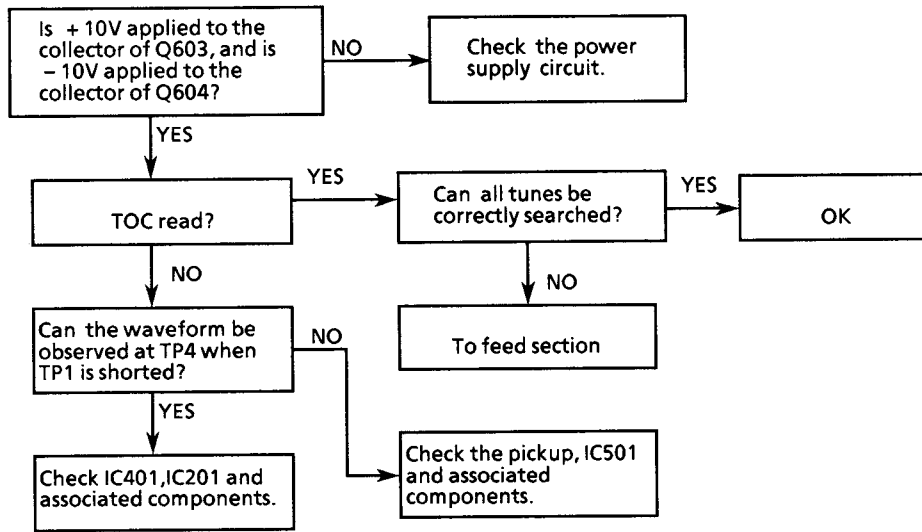 Is + 10V applied to the
collector of Q603, and is
– 10V applied to the
collector of Q604?
NO
Check the power
supply circuit.
YES
TOC read?
YES
Can all tunes be
correctly searched?
YES
OK
NO
NO
To feed section
Can the waveform be
observed at TP4 when
TP1 is shorted?
NO
YES
Check IC401,IC201 and
associated components.
Check the pickup, IC501
and associated
components.